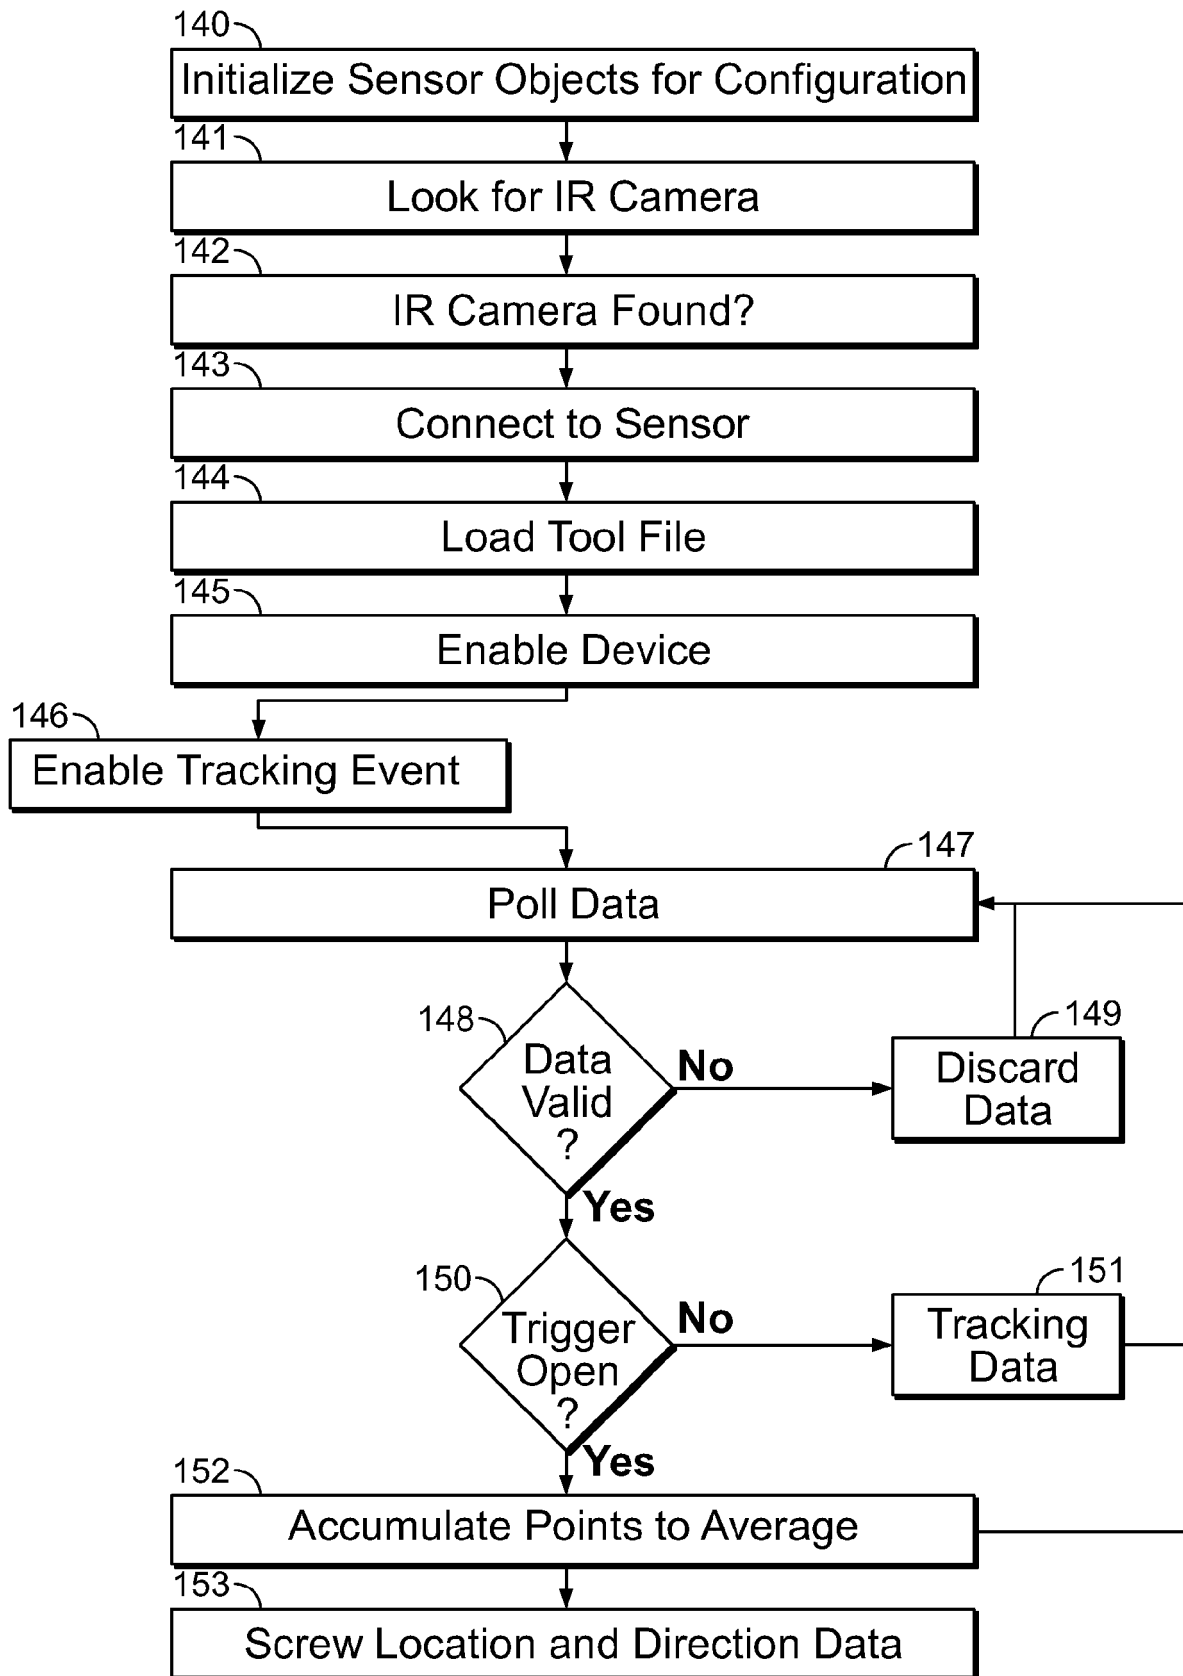 140
Initialize Sensor Objects for Configuration
141
Look for IR Camera
142
IR Camera Found?
143
Connect to Sensor
144
Load Tool File
145
Enable Device
146
Enable Tracking Event
147
Poll Data
148
Data
Valid
?
No
149
Discard
Data
Yes
150
Trigger
Open
?
No
151
Tracking
Data
Yes
152
Accumulate Points to Average
153
Screw Location and Direction Data